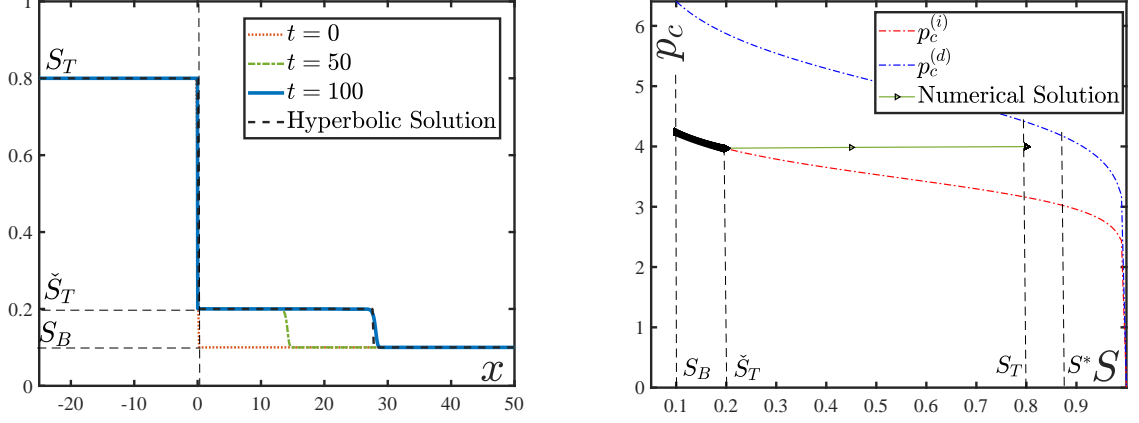 1
0.8
0.6
0.4
0.2
0
S_T
Š_T
S_B
t = 0
t = 50
t = 100
Hyperbolic Solution
x
-20 -10 0 10 20 30 40 50
6
5
4
3
2
1
0
p_c
p_c^{(i)}
p_c^{(d)}
Numerical Solution
S_B Š_T S_T S* S
0.1 0.2 0.3 0.4 0.5 0.6 0.7 0.8 0.9